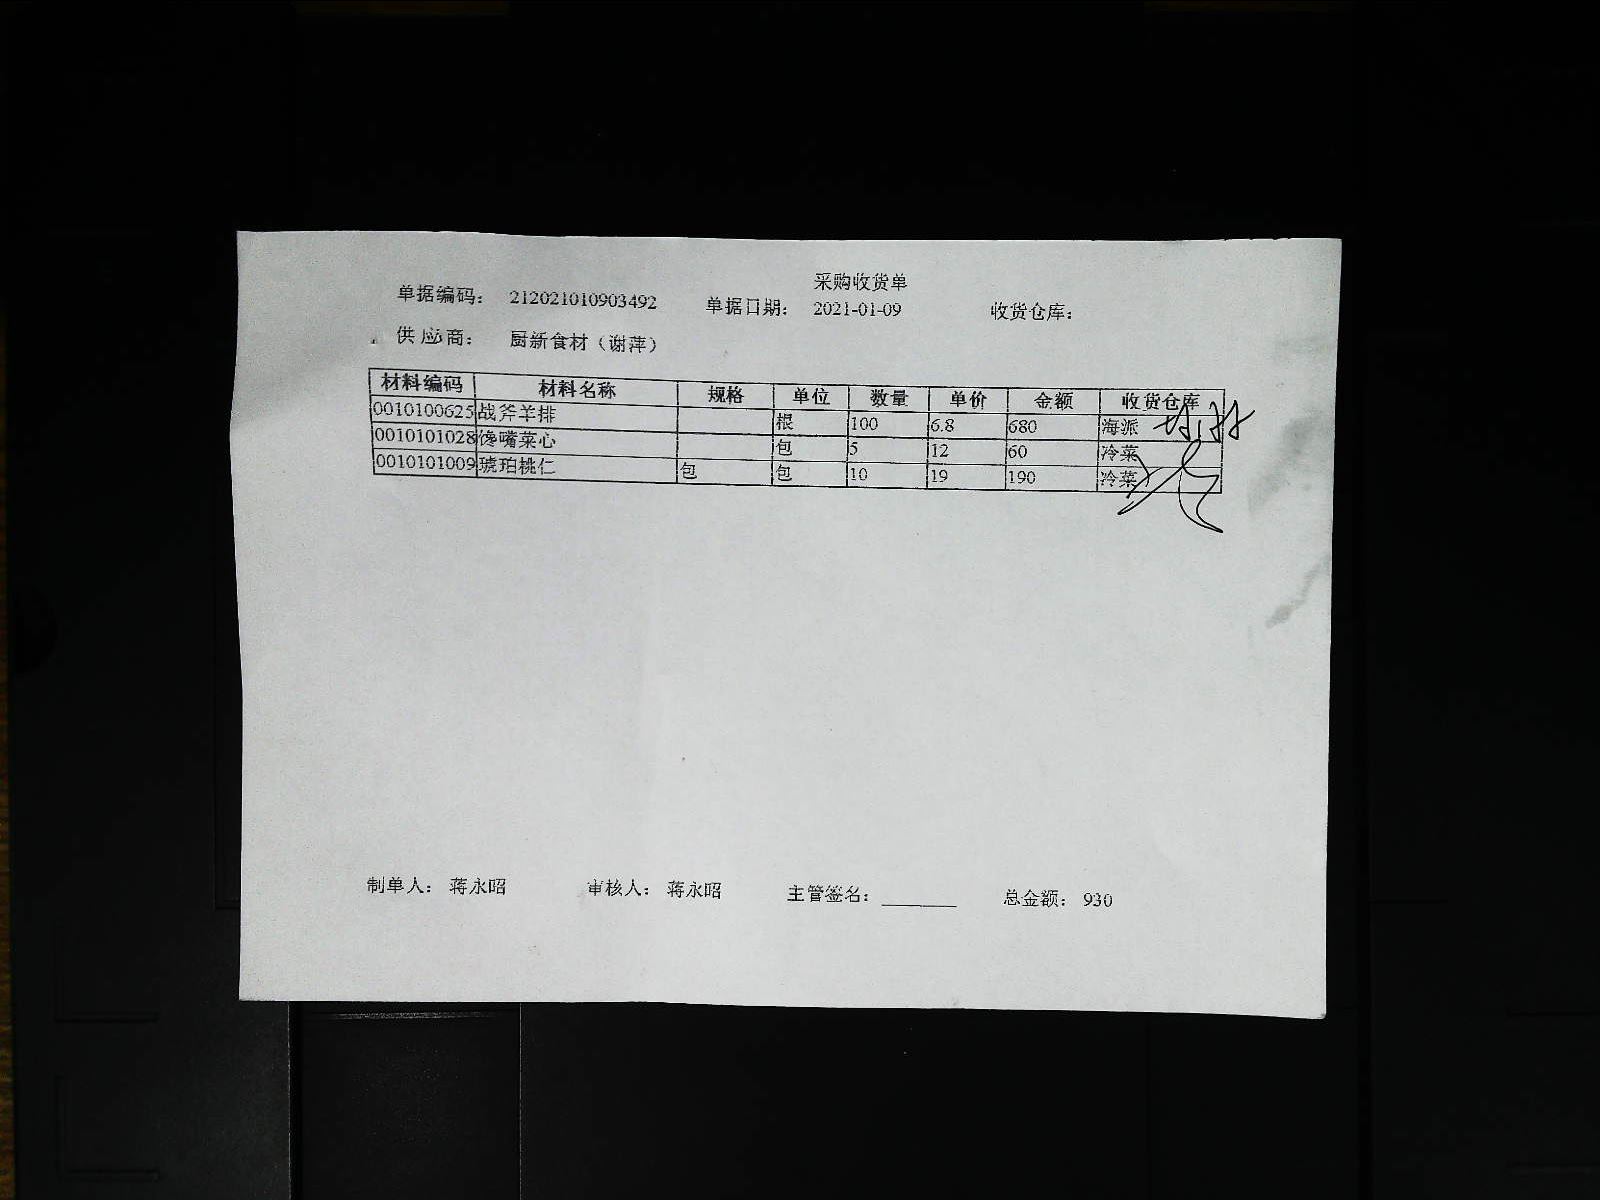 采购收货单
单据编码： 212021010903492 单据日期： 2021-01-09 收货仓库：
供应商： 厨新食材（谢萍）
材料编码 材料名称 规格 单位 数量 单价 金额 收货仓库
0010100625 战斧羊排 根 100 6.8 680 海派
0010101028 馋嘴菜心 包 5 12 60 冷菜
0010101009 琥珀桃仁 包 包 10 19 190 冷菜
制单人： 蒋永昭 审核人： 蒋永昭 主管签名： 总金额： 930